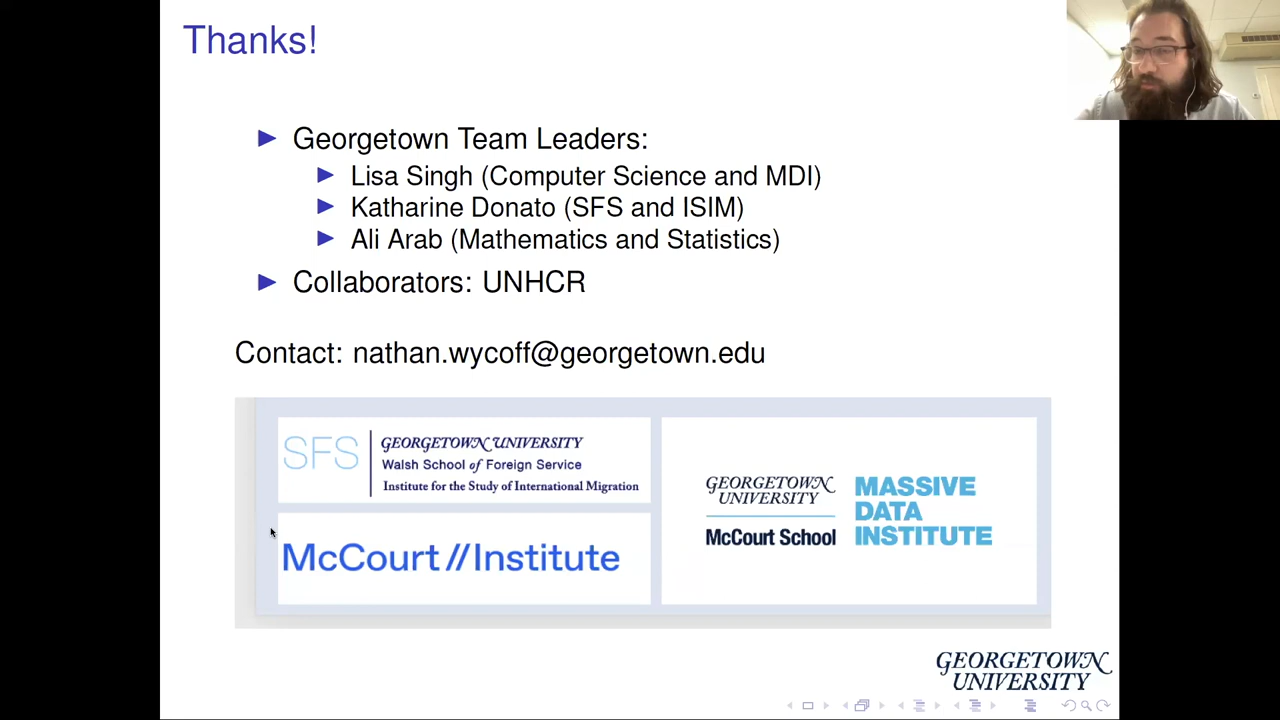 Thanks!
Georgetown Team Leaders:
Lisa Singh (Computer Science and MDI)
Katharine Donato (SFS and ISIM)
Ali Arab (Mathematics and Statistics)
Collaborators: UNHCR
Contact: nathan.wycoff@georgetown.edu
SFS
GEORGETOWN UNIVERSITY
Walsh School of Foreign Service
Institute for the Study of International Migration
McCourt//Institute
GEORGETOWN
UNIVERSITY
McCourt School
MASSIVE
DATA
INSTITUTE
GEORGETOWN
UNIVERSITY